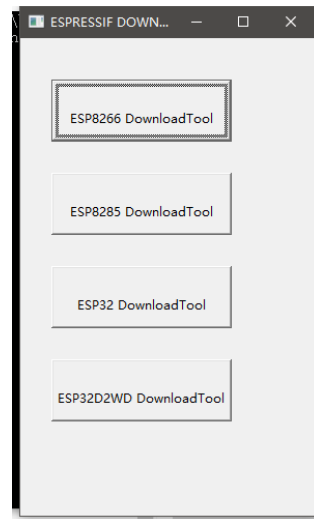 ESPRESSIF DOWN...
ESP8266 DownloadTool
ESP8285 DownloadTool
ESP32 DownloadTool
ESP32D2WD DownloadTool